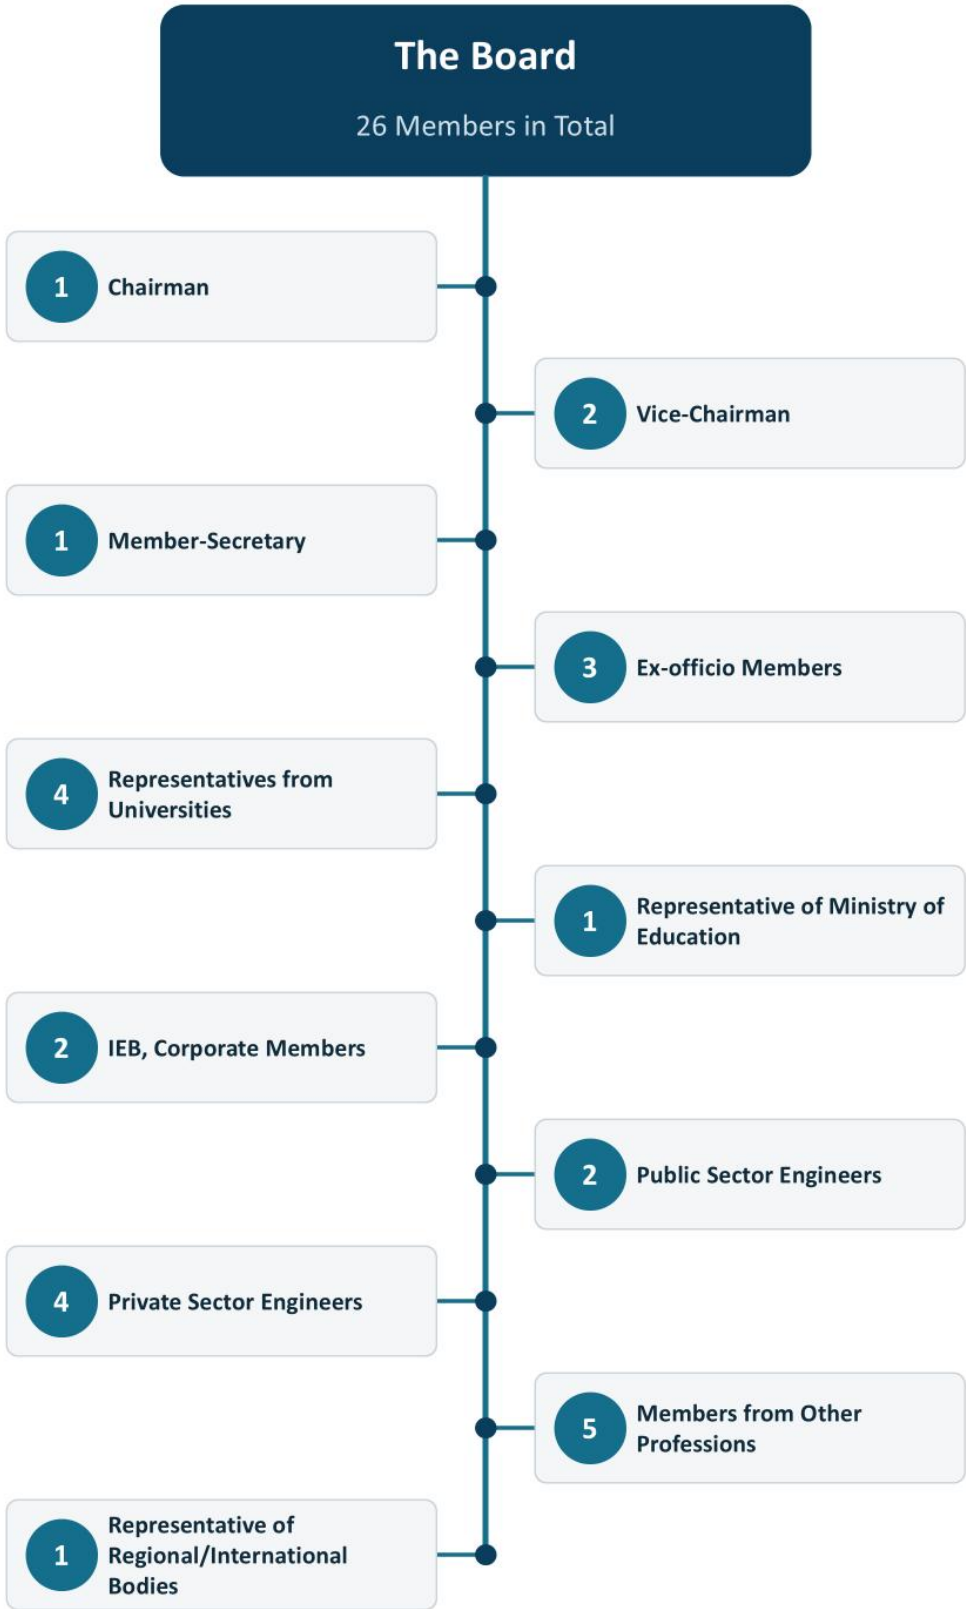 The Board
26 Members in Total
1
Chairman
2
Vice-Chairman
1
Member-Secretary
3
Ex-officio Members
4
Representatives from
Universities
1
Representative of Ministry of
Education
2
IEB, Corporate Members
2
Public Sector Engineers
4
Private Sector Engineers
5
Members from Other
Professions
1
Representative of
Regional/International
Bodies